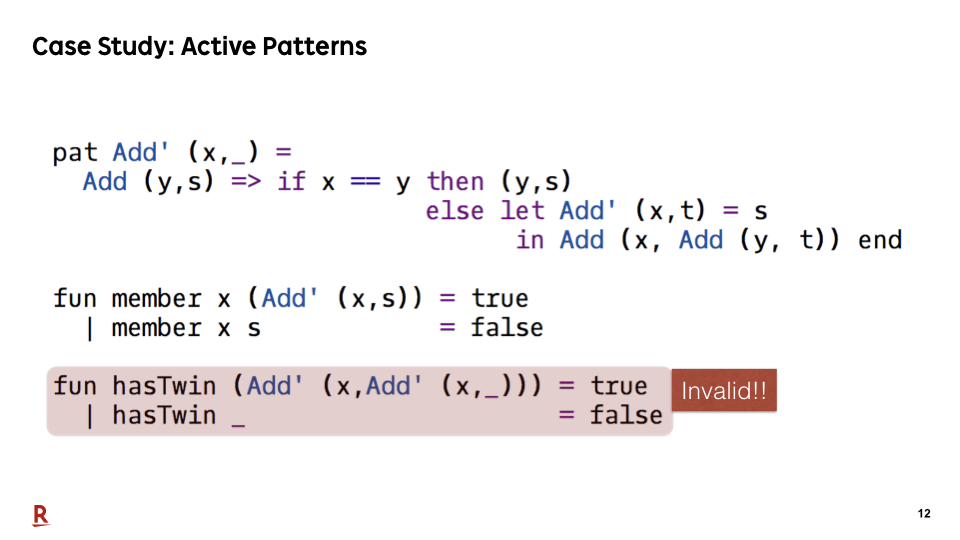 Case Study: Active Patterns
pat Add' (x,_) =
Add (y,s) => if x == y then (y,s)
else let Add' (x,t) = s
in Add (x, Add (y, t)) end
fun member x (Add' (x,s)) = true
| member x s = false
fun hasTwin (Add' (x,Add' (x,_))) = true
| hasTwin _ = false
Invalid!!
R
12